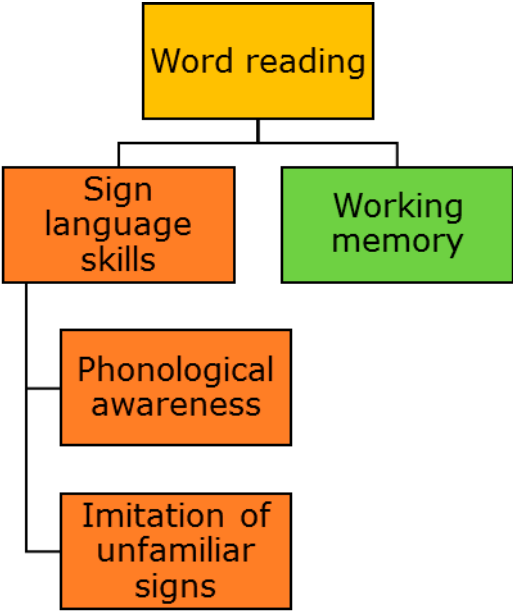 Word reading
Sign
language
skills
Working
memory
Phonological
awareness
Imitation of
unfamiliar
signs